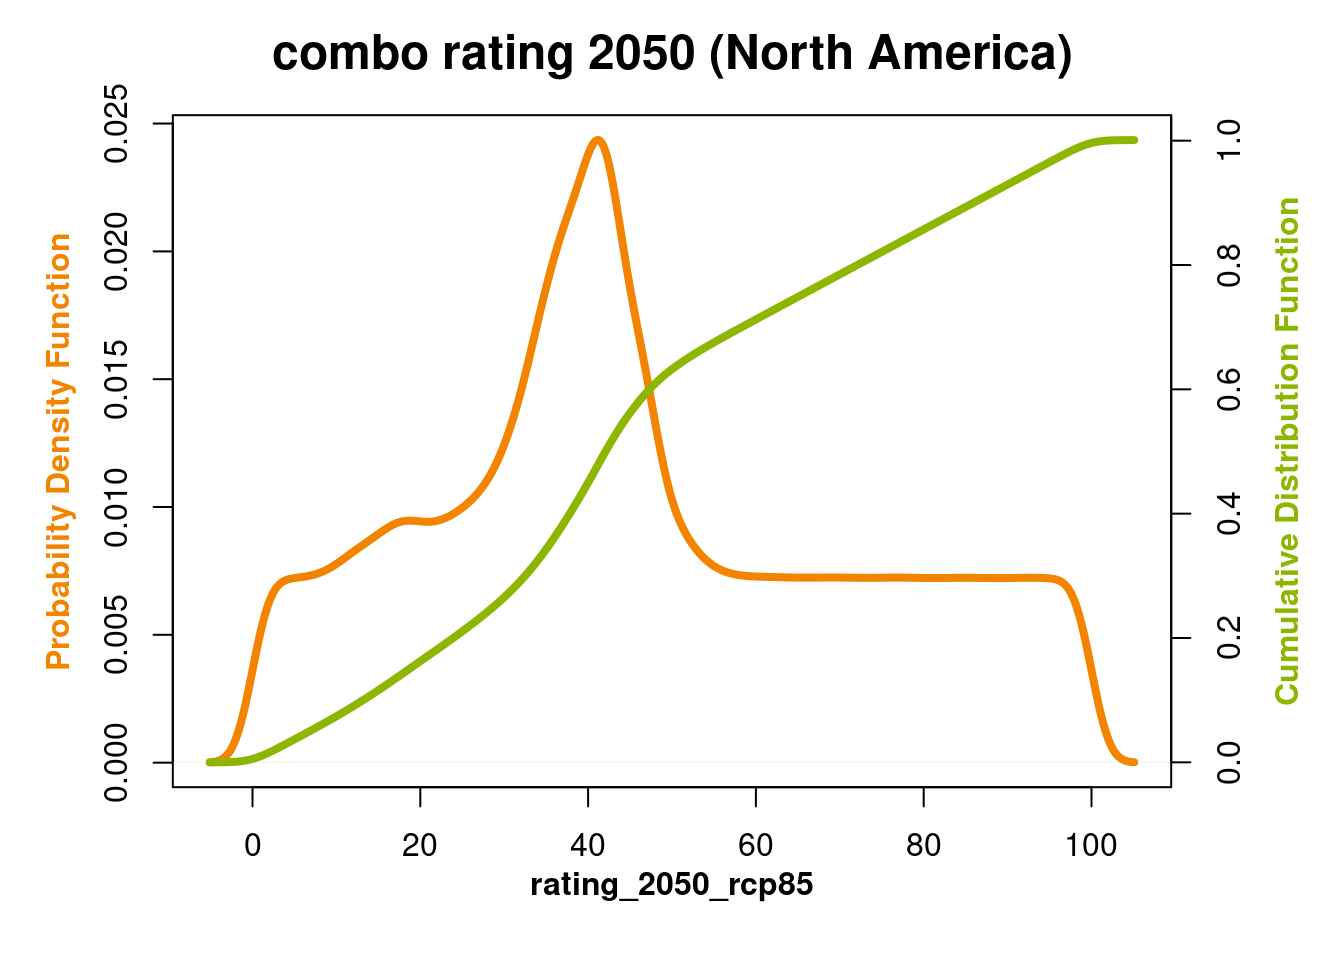 combo rating 2050 (North America)
Probability Density Function
0.025
0.020
0.015
0.010
0.005
0.000
1.0
0.8
0.6
0.4
0.2
0.0
Cumulative Distribution Function
0 20 40 60 80 100
rating_2050_rcp85